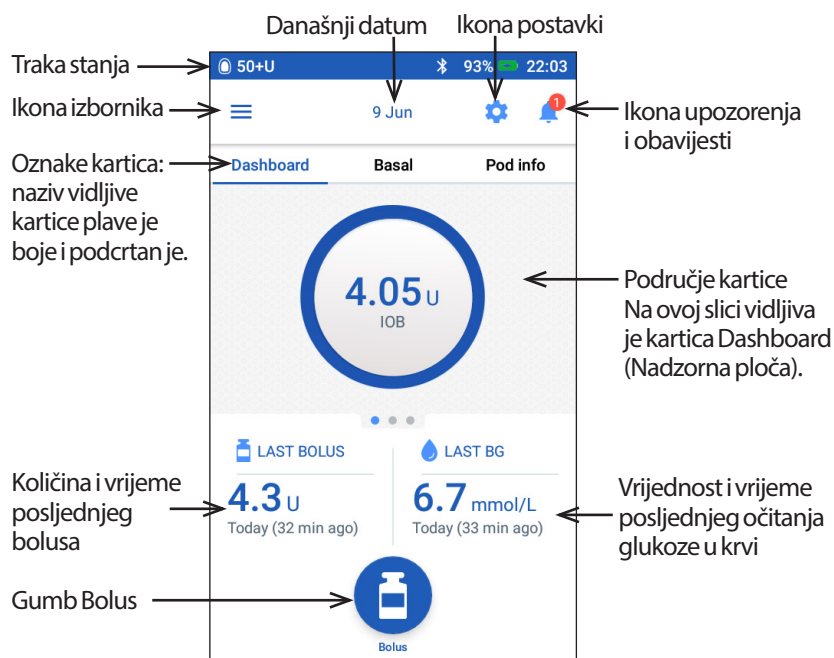 Današnji datum
Ikona postavki
Traka stanja
50+U
93%
22:03
Ikona izbornika
9 Jun
1
Ikona upozorenja
i obavijesti
Oznake kartica:
naziv vidljive
kartice plave je
boje i podcrtan je.
Dashboard
Basal
Pod info
4.05 U
IOB
Područje kartice
Na ovoj slici vidljiva
je kartica Dashboard
(Nadzorna ploča).
LAST BOLUS
LAST BG
Količina i vrijeme
posljednjeg
bolusa
4.3 U
Today (32 min ago)
6.7 mmol/L
Today (33 min ago)
Vrijednost i vrijeme
posljednjeg očitanja
glukoze u krvi
Gumb Bolus
Bolus